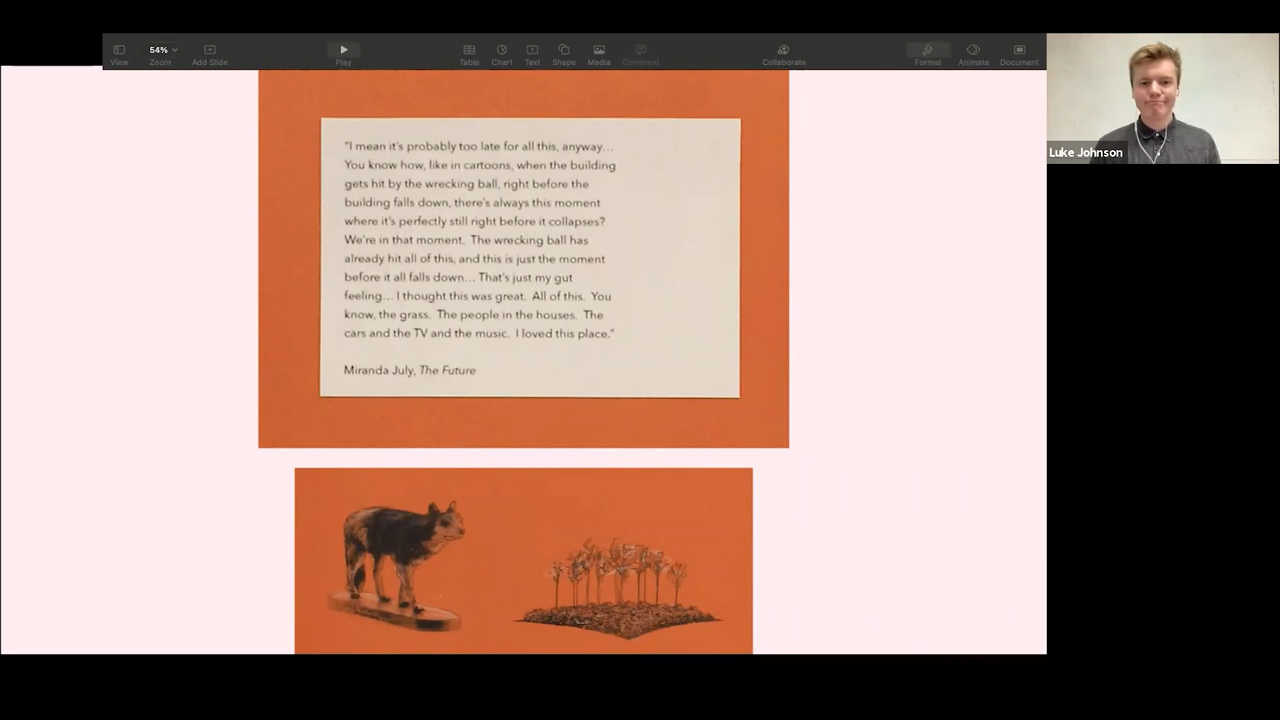 View
54%
Zoom
Add Slide
Play
Table
Chart
Text
Shape
Media
Comment
Collaborate
Format
Animate
Document
Luke Johnson
“I mean it’s probably too late for all this, anyway…
You know how, like in cartoons, when the building
gets hit by the wrecking ball, right before the
building falls down, there’s always this moment
where it’s perfectly still right before it collapses?
We’re in that moment.  The wrecking ball has
already hit all of this, and this is just the moment
before it all falls down… That’s just my gut
feeling… I thought this was great.  All of this.  You
know, the grass.  The people in the houses.  The
cars and the TV and the music.  I loved this place.”
Miranda July, The Future